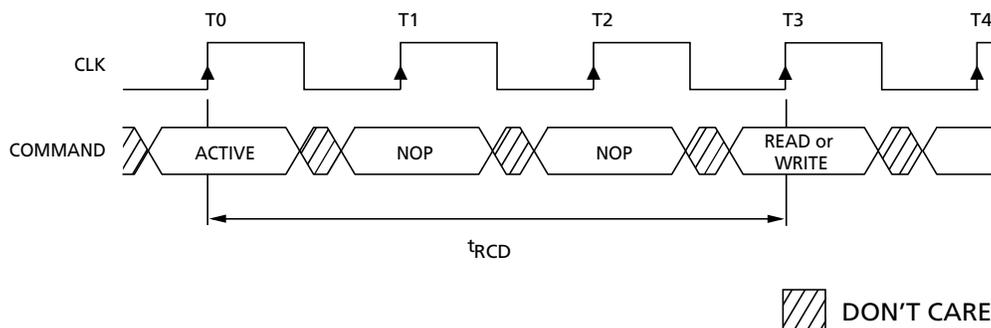 T0 T1 T2 T3 T4
CLK
COMMAND ACTIVE NOP NOP READ or
WRITE
tRCD
DON'T CARE